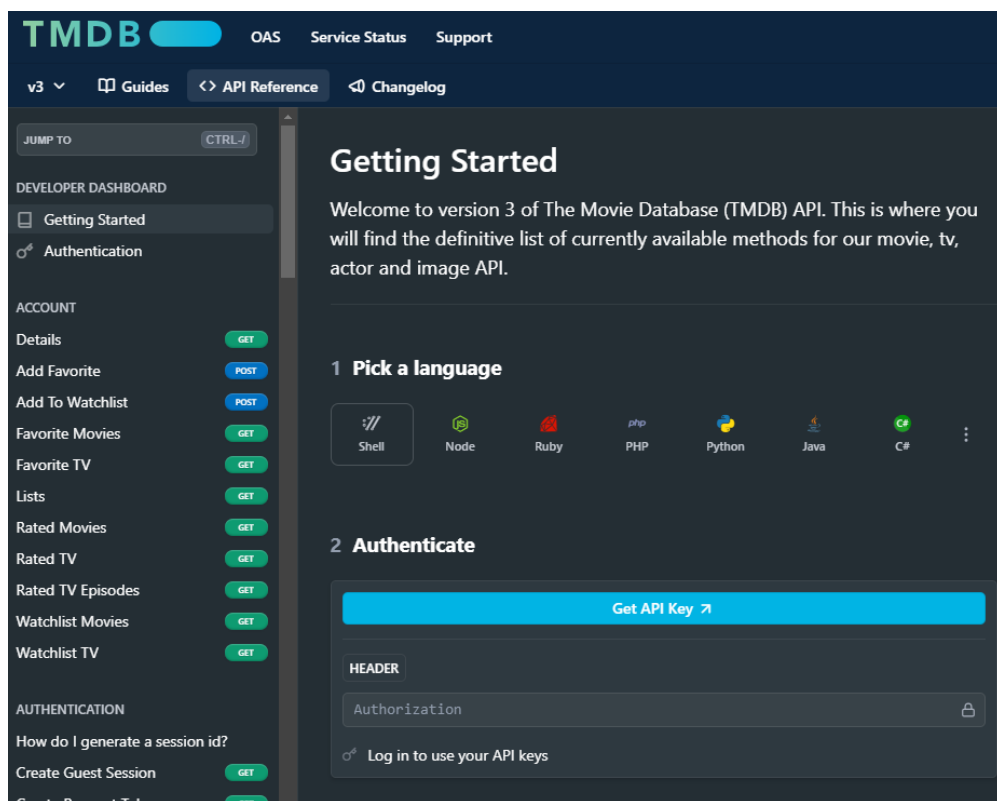 TMDB
OAS
Service Status
Support
v3
Guides
<> API Reference
Changelog
JUMP TO
CTRL-/
DEVELOPER DASHBOARD
Getting Started
Authentication
ACCOUNT
Details GET
Add Favorite POST
Add To Watchlist POST
Favorite Movies GET
Favorite TV GET
Lists GET
Rated Movies GET
Rated TV GET
Rated TV Episodes GET
Watchlist Movies GET
Watchlist TV GET
AUTHENTICATION
How do I generate a session id?
Create Guest Session GET
Getting Started
Welcome to version 3 of The Movie Database (TMDB) API. This is where you
will find the definitive list of currently available methods for our movie, tv,
actor and image API.
1 Pick a language
Shell
JS
Node
Ruby
php
PHP
Python
Java
C#
C#
2 Authenticate
Get API Key
HEADER
Authorization
Log in to use your API keys